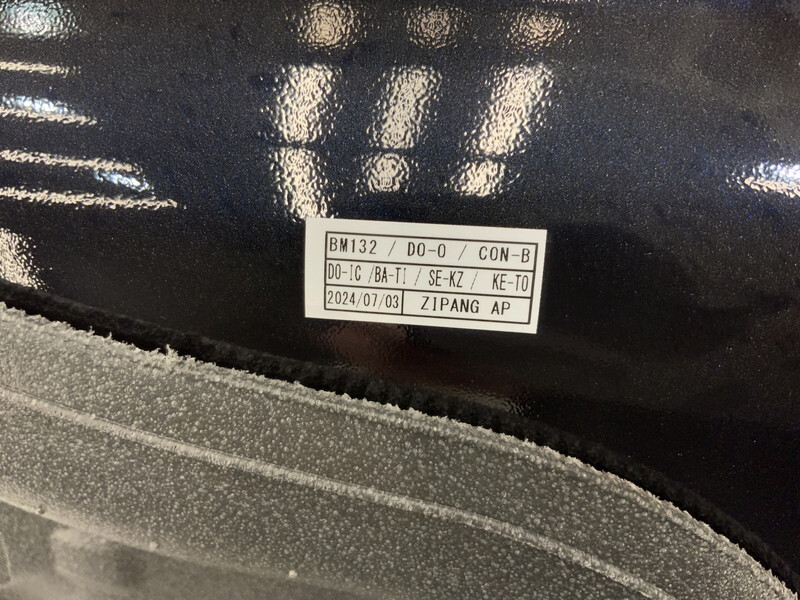 BM132 / DO-O / CON-B
DO-IC /BA-TI / SE-KZ / KE-TO
2024/07/03 ZIPANG AP